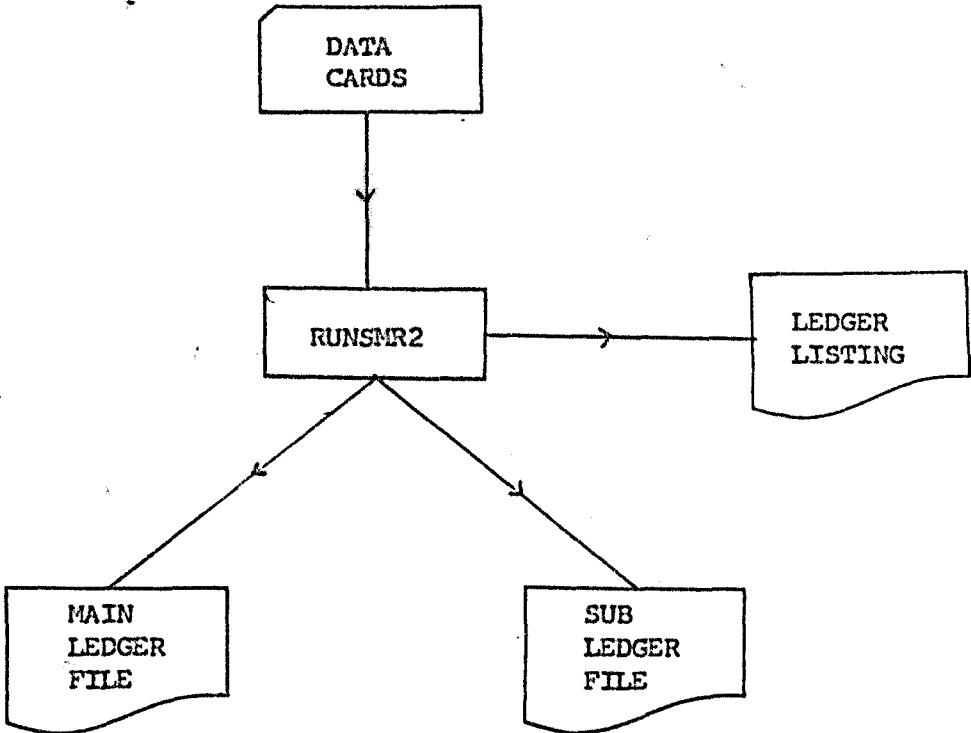 DATA
CARDS
RUNSMR2
LEDGER
LISTING
MAIN
LEDGER
FILE
SUB
LEDGER
FILE